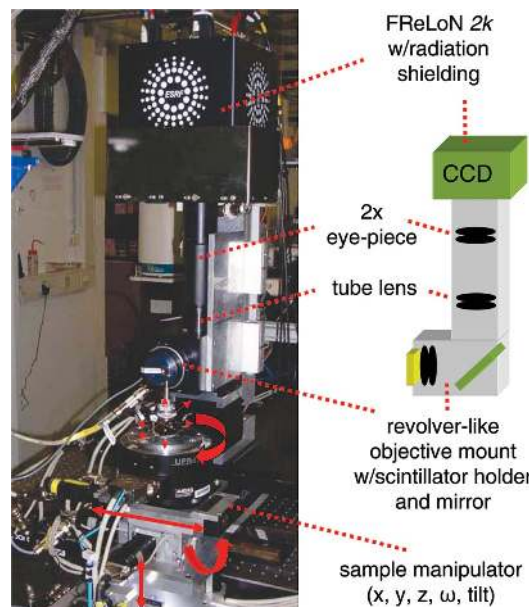 FReLoN 2k
w/radiation
shielding
ESRF
CCD
2x
eye-piece
tube lens
revolver-like
objective mount
w/scintillator holder
and mirror
sample manipulator
(x, y, z, ω, tilt)